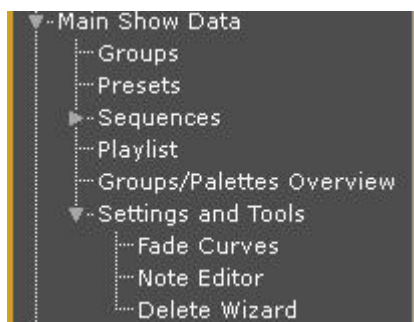 Main Show Data
Groups
Presets
Sequences
Playlist
Groups/Palettes Overview
Settings and Tools
Fade Curves
Note Editor
Delete Wizard